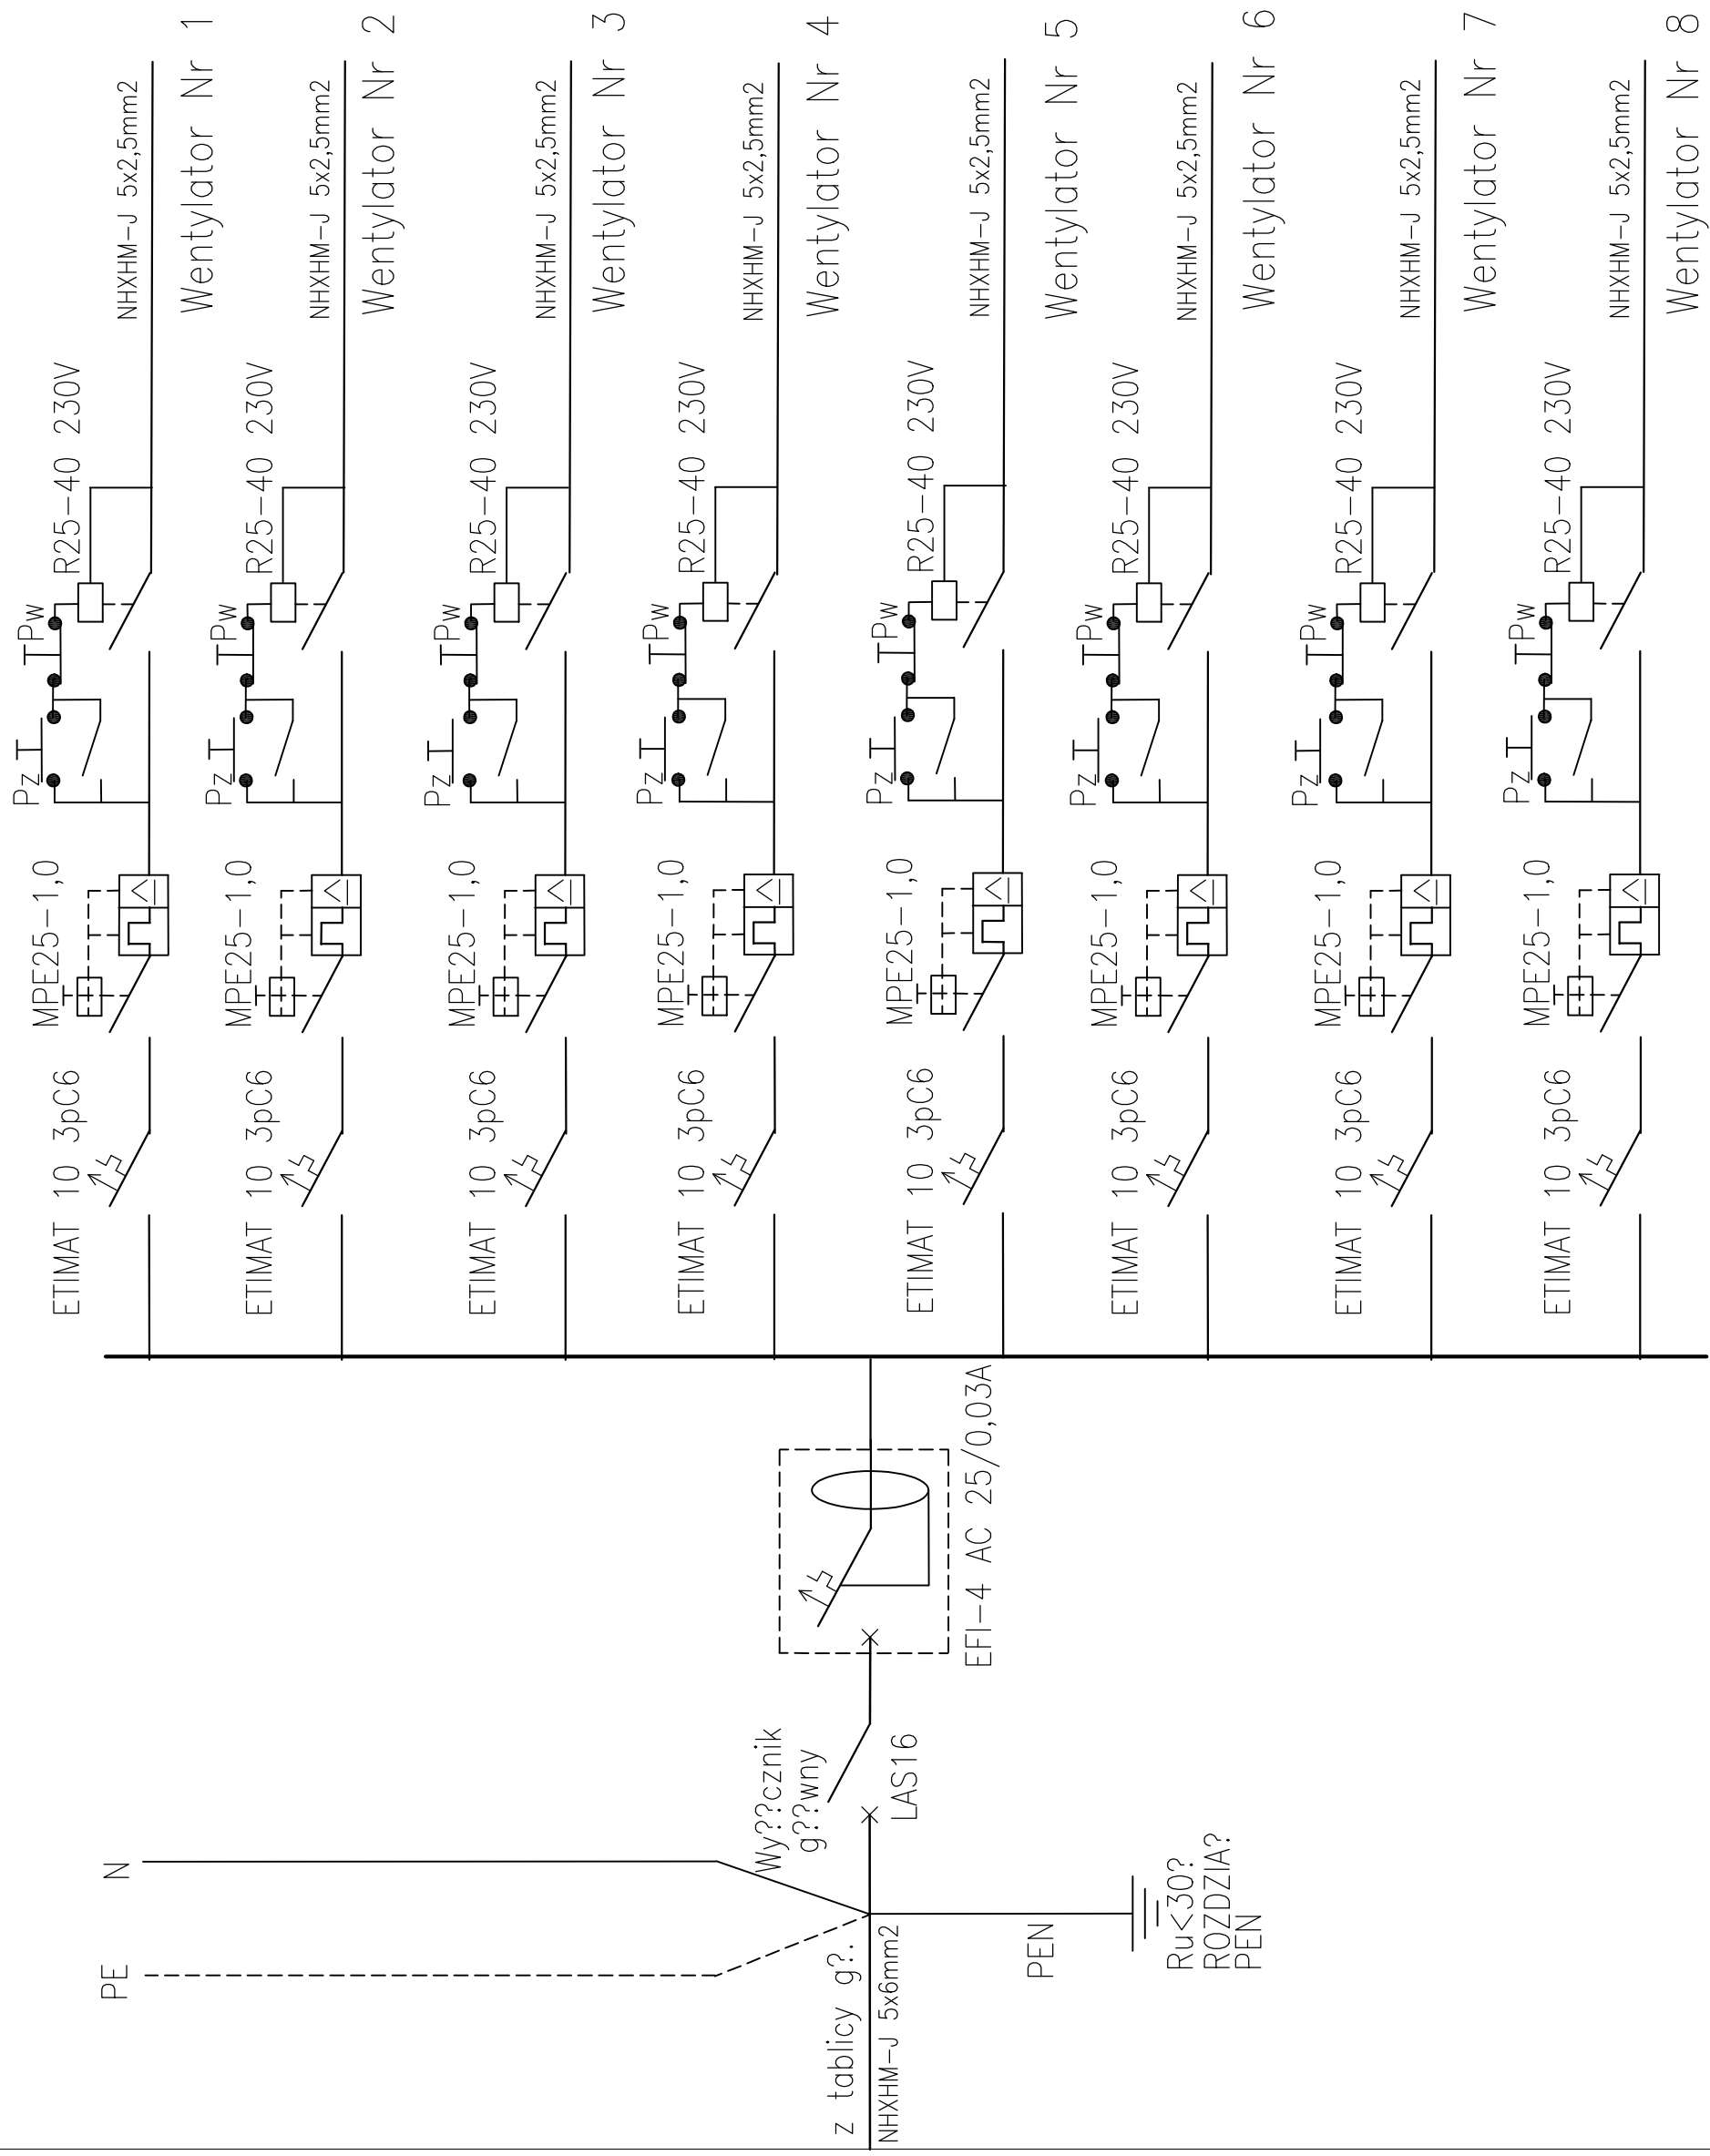 z tablicy g?.
NHXHM-J 5x6mm2
PE
N
PEN
Ru<30?
ROZDZIA?
PEN
Wy??cznik
g??wny
LAS16
EFI-4 AC 25/0,03A
ETIMAT 10 3pC6
MPE25-1,0
Pz
Pw
R25-40 230V
NHXHM-J 5x2,5mm2
Wentylator Nr 1
ETIMAT 10 3pC6
MPE25-1,0
Pz
Pw
R25-40 230V
NHXHM-J 5x2,5mm2
Wentylator Nr 2
ETIMAT 10 3pC6
MPE25-1,0
Pz
Pw
R25-40 230V
NHXHM-J 5x2,5mm2
Wentylator Nr 3
ETIMAT 10 3pC6
MPE25-1,0
Pz
Pw
R25-40 230V
NHXHM-J 5x2,5mm2
Wentylator Nr 4
ETIMAT 10 3pC6
MPE25-1,0
Pz
Pw
R25-40 230V
NHXHM-J 5x2,5mm2
Wentylator Nr 5
ETIMAT 10 3pC6
MPE25-1,0
Pz
Pw
R25-40 230V
NHXHM-J 5x2,5mm2
Wentylator Nr 6
ETIMAT 10 3pC6
MPE25-1,0
Pz
Pw
R25-40 230V
NHXHM-J 5x2,5mm2
Wentylator Nr 7
ETIMAT 10 3pC6
MPE25-1,0
Pz
Pw
R25-40 230V
NHXHM-J 5x2,5mm2
Wentylator Nr 8